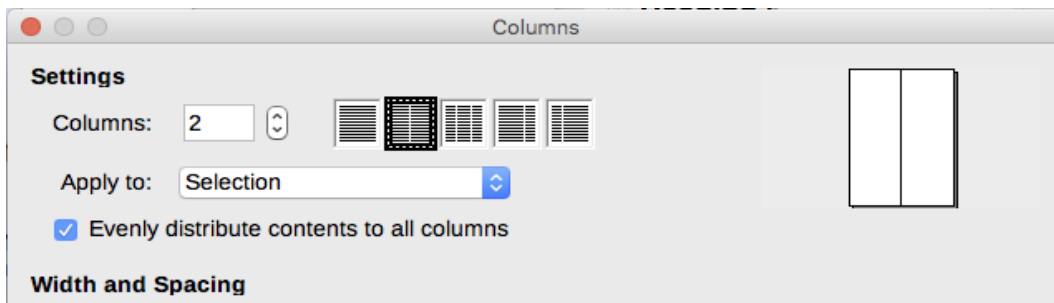 Columns
Settings
Columns: 2
Apply to: Selection
Evenly distribute contents to all columns
Width and Spacing